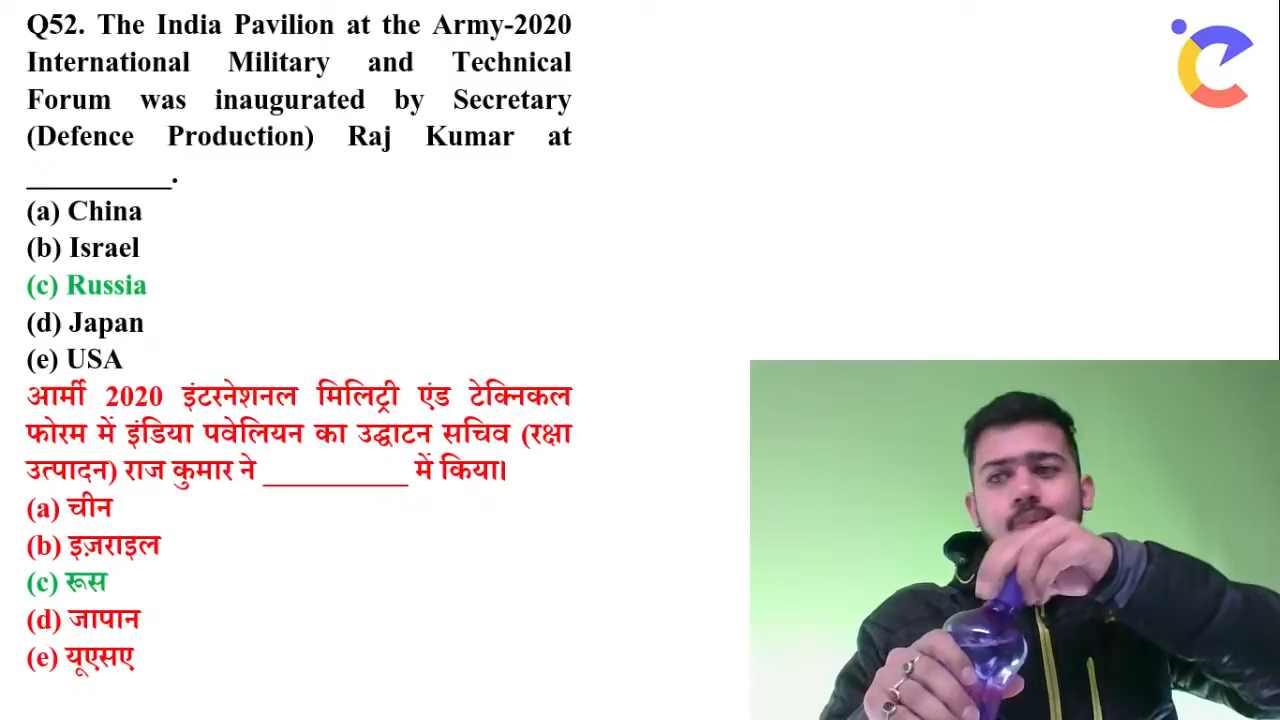 Q52. The India Pavilion at the Army-2020
International Military and Technical
Forum was inaugurated by Secretary
(Defence Production) Raj Kumar at
__________.
(a) China
(b) Israel
(c) Russia
(d) Japan
(e) USA
आर्मी 2020 इंटरनेशनल मिलिट्री एंड टेक्निकल
फोरम में इंडिया पवेलियन का उद्घाटन सचिव (रक्षा
उत्पादन) राज कुमार ने __________ में किया।
(a) चीन
(b) इज़राइल
(c) रूस
(d) जापान
(e) यूएसए